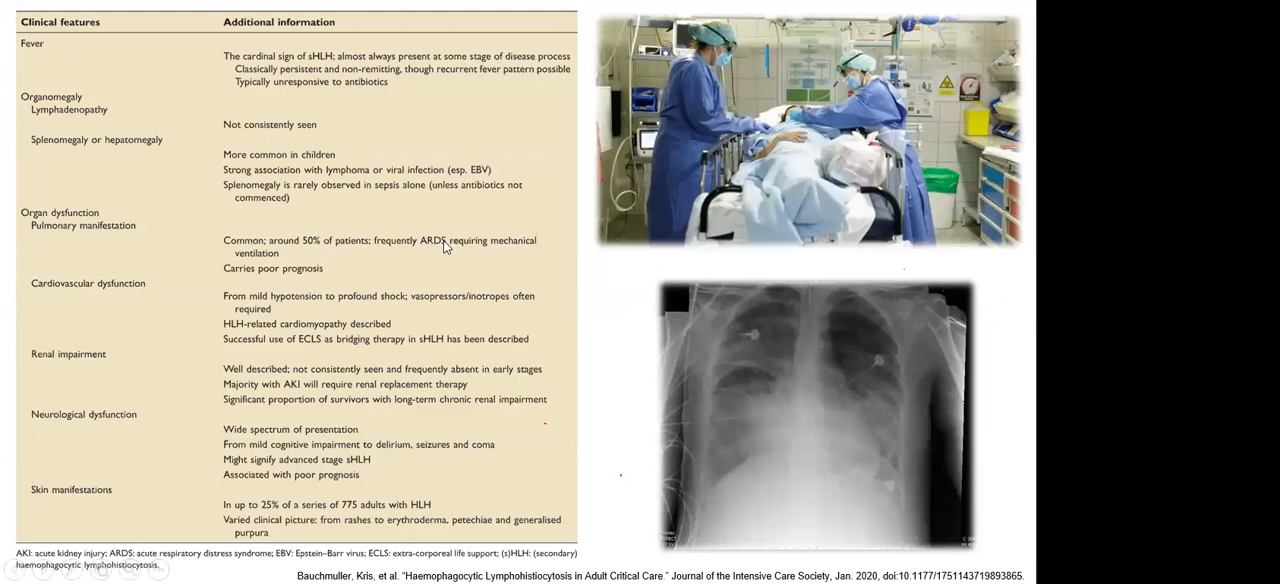 Clinical features Additional information
Fever
The cardinal sign of sHLH; almost always present at some stage of disease process
Classically persistent and non-remitting, though recurrent fever pattern possible
Typically unresponsive to antibiotics
Organomegaly
Lymphadenopathy
Not consistently seen
Splenomegaly or hepatomegaly
More common in children
Strong association with lymphoma or viral infection (esp. EBV)
Splenomegaly is rarely observed in sepsis alone (unless antibiotics not
commenced)
Organ dysfunction
Pulmonary manifestation
Common; around 50% of patients; frequently ARDS requiring mechanical
ventilation
Carries poor prognosis
Cardiovascular dysfunction
From mild hypotension to profound shock; vasopressors/inotropes often
required
HLH-related cardiomyopathy described
Successful use of ECLS as bridging therapy in sHLH has been described
Renal impairment
Well described; not consistently seen and frequently absent in early stages
Majority with AKI will require renal replacement therapy
Significant proportion of survivors with long-term chronic renal impairment
Neurological dysfunction
Wide spectrum of presentation
From mild cognitive impairment to delirium, seizures and coma
Might signify advanced stage sHLH
Associated with poor prognosis
Skin manifestations
In up to 25% of a series of 775 adults with HLH
Varied clinical picture: from rashes to erythroderma, petechiae and generalised
purpura
AKI: acute kidney injury; ARDS: acute respiratory distress syndrome; EBV: Epstein–Barr virus; ECLS: extra-corporeal life support; (s)HLH: (secondary)
haemophagocytic lymphohistiocytosis.
Bauchmuller, Kris, et al. “Haemophagocytic Lymphohistiocytosis in Adult Critical Care.” Journal of the Intensive Care Society, Jan. 2020, doi:10.1177/1751143719893865.